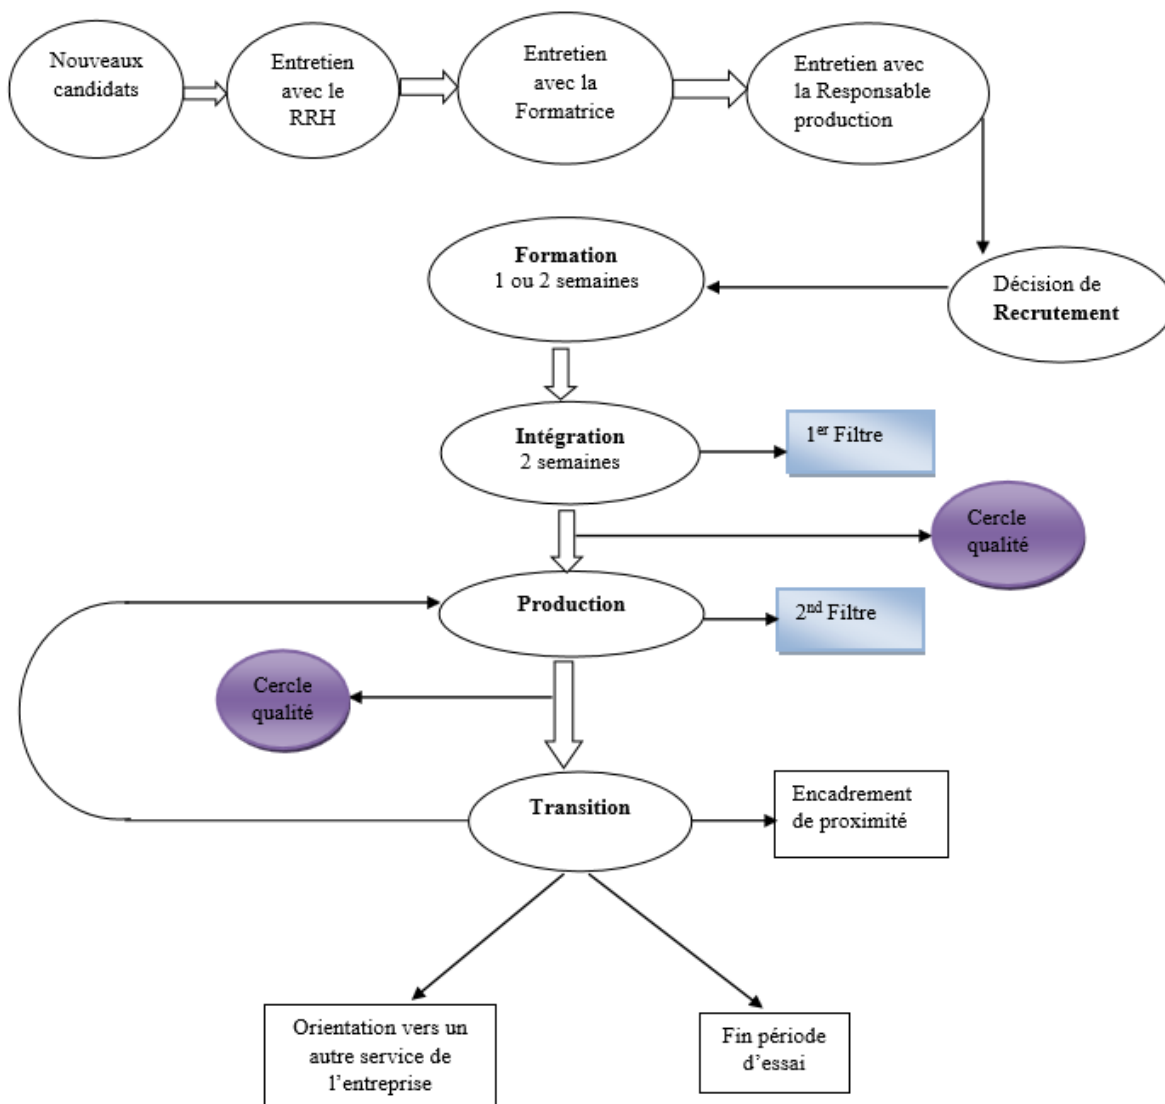 Nouveaux
candidats
Entretien
avec le
RRH
Entretien
avec la
Formatrice
Entretien avec
la Responsable
production
Formation
1 ou 2 semaines
Décision de
Recrutement
Intégration
2 semaines
1er Filtre
Cercle
qualité
Production
2nd Filtre
Cercle
qualité
Transition
Encadrement
de proximité
Orientation vers un
autre service de
l’entreprise
Fin période
d’essai